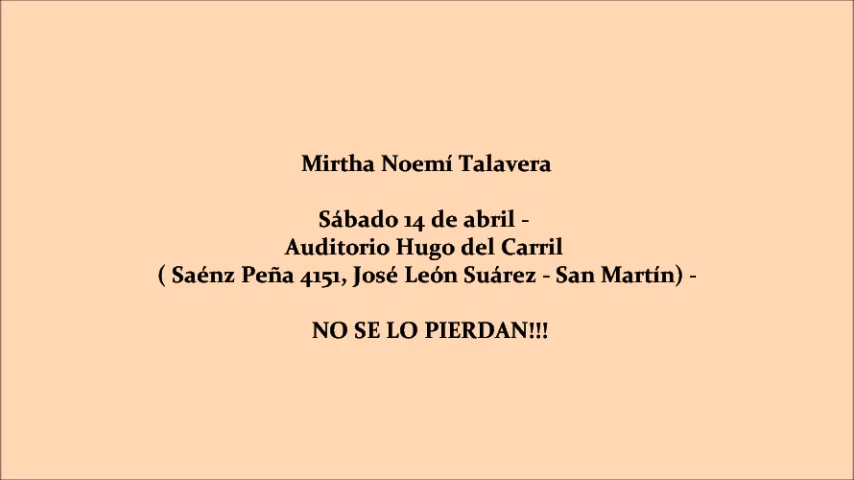 Mirtha Noemí Talavera
Sábado 14 de abril -
Auditorio Hugo del Carril
( Saénz Peña 4151, José León Suárez - San Martín) -
NO SE LO PIERDAN!!!